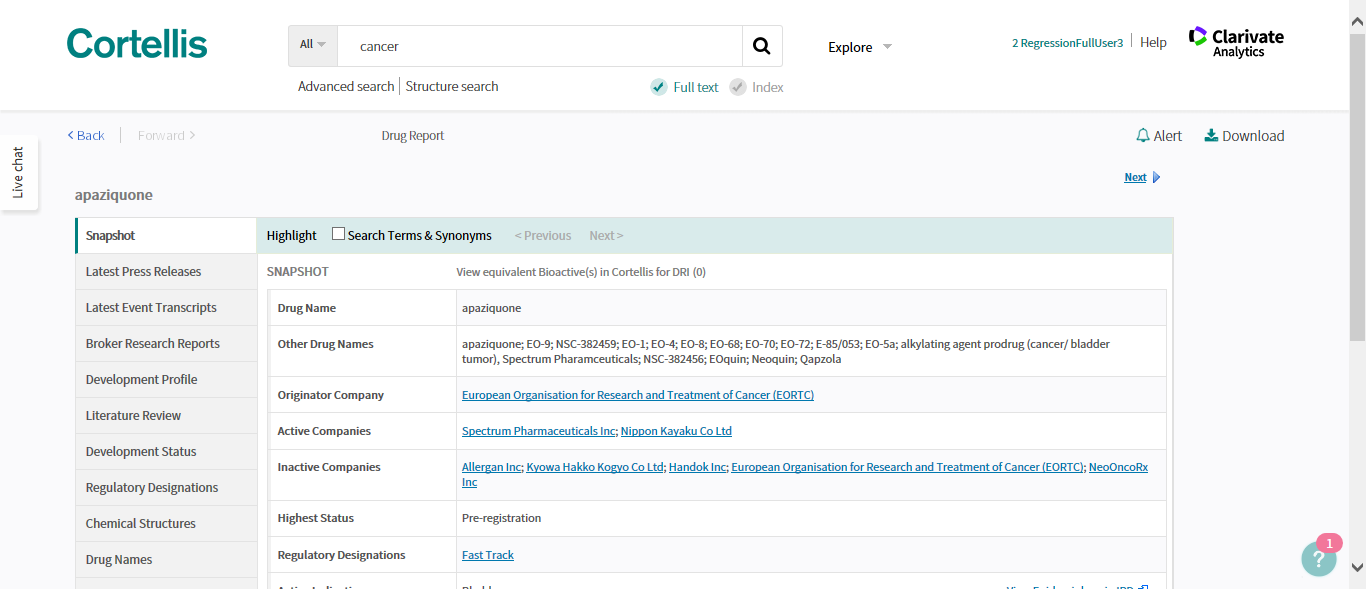 Cortellis
All
cancer
Explore
2 RegressionFullUser3
Help
Clarivate
Analytics
Advanced search
Structure search
Full text
Index
Back
Forward
Drug Report
Alert
Download
Live chat
Next
apaziquone
Snapshot
Latest Press Releases
Latest Event Transcripts
Broker Research Reports
Development Profile
Literature Review
Development Status
Regulatory Designations
Chemical Structures
Drug Names
Highlight
Search Terms & Synonyms
< Previous
Next >
SNAPSHOT
View equivalent Bioactive(s) in Cortellis for DRI (0)
Drug Name
apaziquone
Other Drug Names
apaziquone; EO-9; NSC-382459; EO-1; EO-4; EO-8; EO-68; EO-70; EO-72; E-85/053; EO-5a; alkylating agent prodrug (cancer/ bladder
tumor), Spectrum Pharamceuticals; NSC-382456; EOquin; Neoquin; Qapzola
Originator Company
European Organisation for Research and Treatment of Cancer (EORTC)
Active Companies
Spectrum Pharmaceuticals Inc; Nippon Kayaku Co Ltd
Inactive Companies
Allergan Inc; Kyowa Hakko Kogyo Co Ltd; Handok Inc; European Organisation for Research and Treatment of Cancer (EORTC); NeoOncoRx
Inc
Highest Status
Pre-registration
Regulatory Designations
Fast Track
1
?